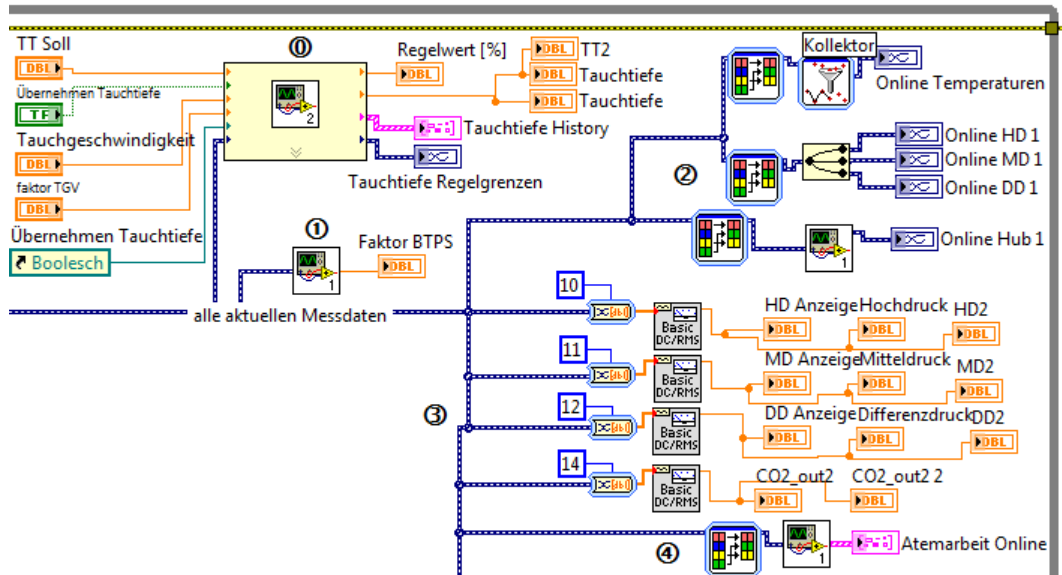 TT Soll
DBL
Übernehmen Tauchtiefe
TF
Tauchgeschwindigkeit
DBL
faktor TGV
DBL
Übernehmen Tauchtiefe
Boolesch
⓪
2
Regelwert [%]
DBL
DBL TT2
DBL Tauchtiefe
DBL Tauchtiefe
Tauchtiefe History
Tauchtiefe Regelgrenzen
①
1
Faktor BTPS
DBL
alle aktuellen Messdaten
Kollektor
Online Temperaturen
②
Online HD 1
Online MD 1
Online DD 1
1
Online Hub 1
10
Basic
DC/RMS
HD Anzeige Hochdruck HD2
DBL DBL DBL
11
Basic
DC/RMS
MD Anzeige Mitteldruck MD2
DBL DBL DBL
③
12
Basic
DC/RMS
DD Anzeige Differenzdruck DD2
DBL DBL DBL
14
Basic
DC/RMS
CO2_out2 CO2_out2 2
DBL DBL
④
1
Atemarbeit Online